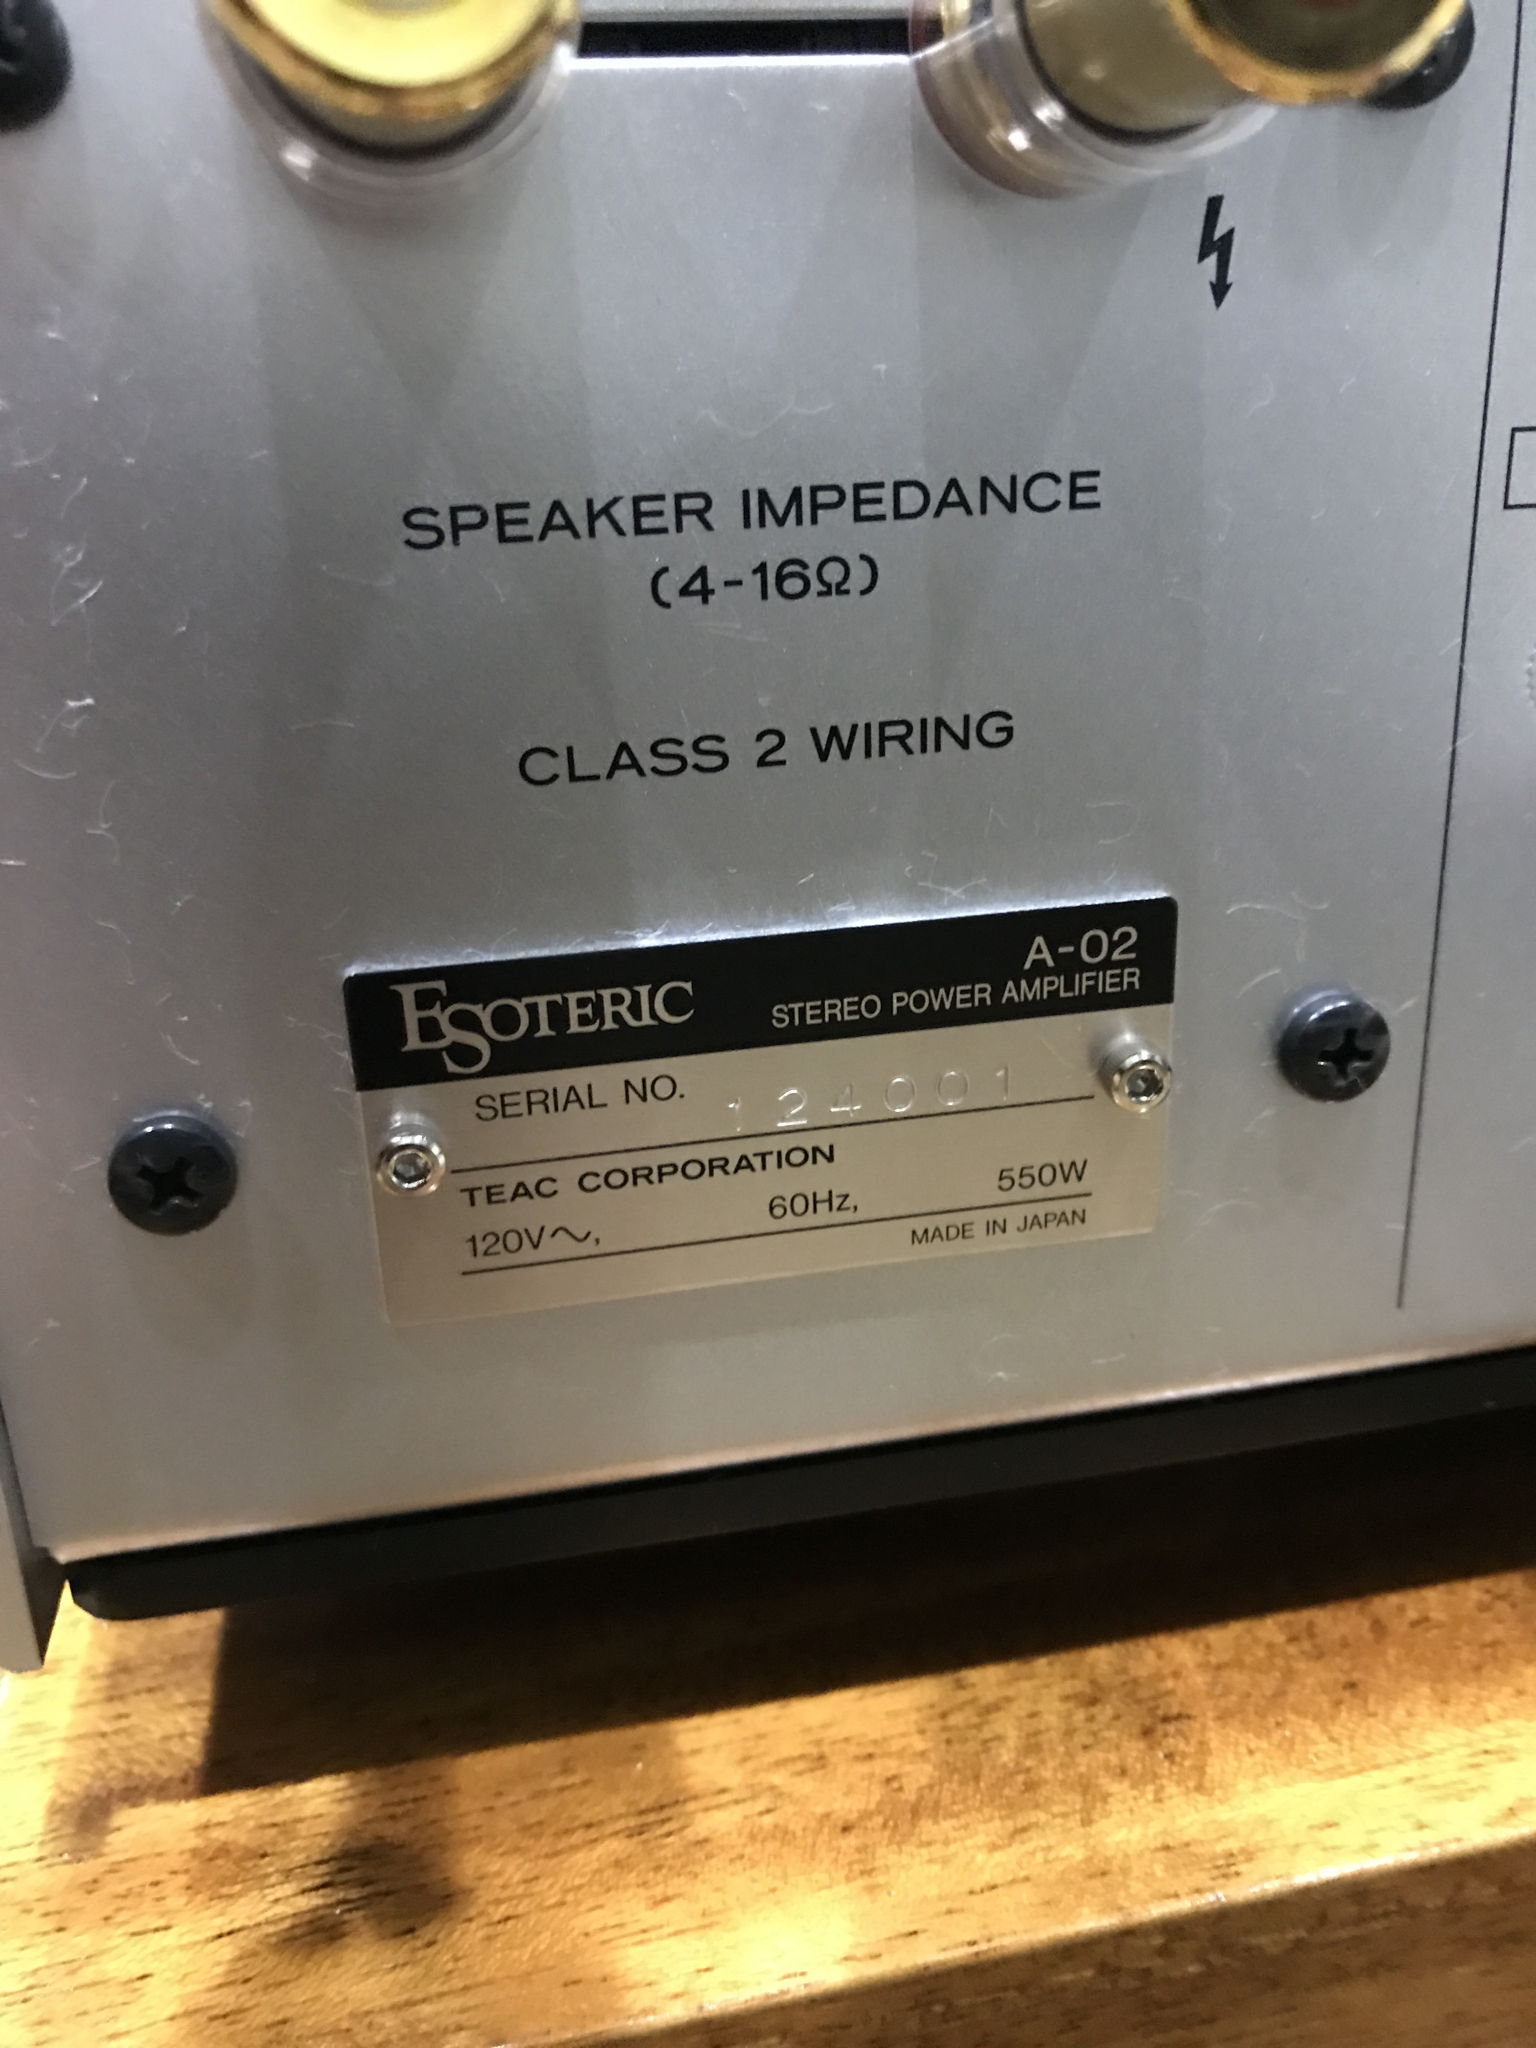 SPEAKER IMPEDANCE
(4-16Ω)
CLASS 2 WIRING
ESOTERIC
A-02
STEREO POWER AMPLIFIER
SERIAL NO. 124001
TEAC CORPORATION
120V∼, 60Hz, 550W
MADE IN JAPAN